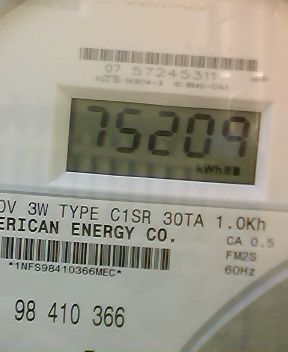 07 57245311
75209
kWh
0V 3W TYPE C1SR 30TA 1.0Kh
ERICAN ENERGY CO.
CA 0.5
FM2S
60Hz
*1NFS98410366MEC*
98 410 366